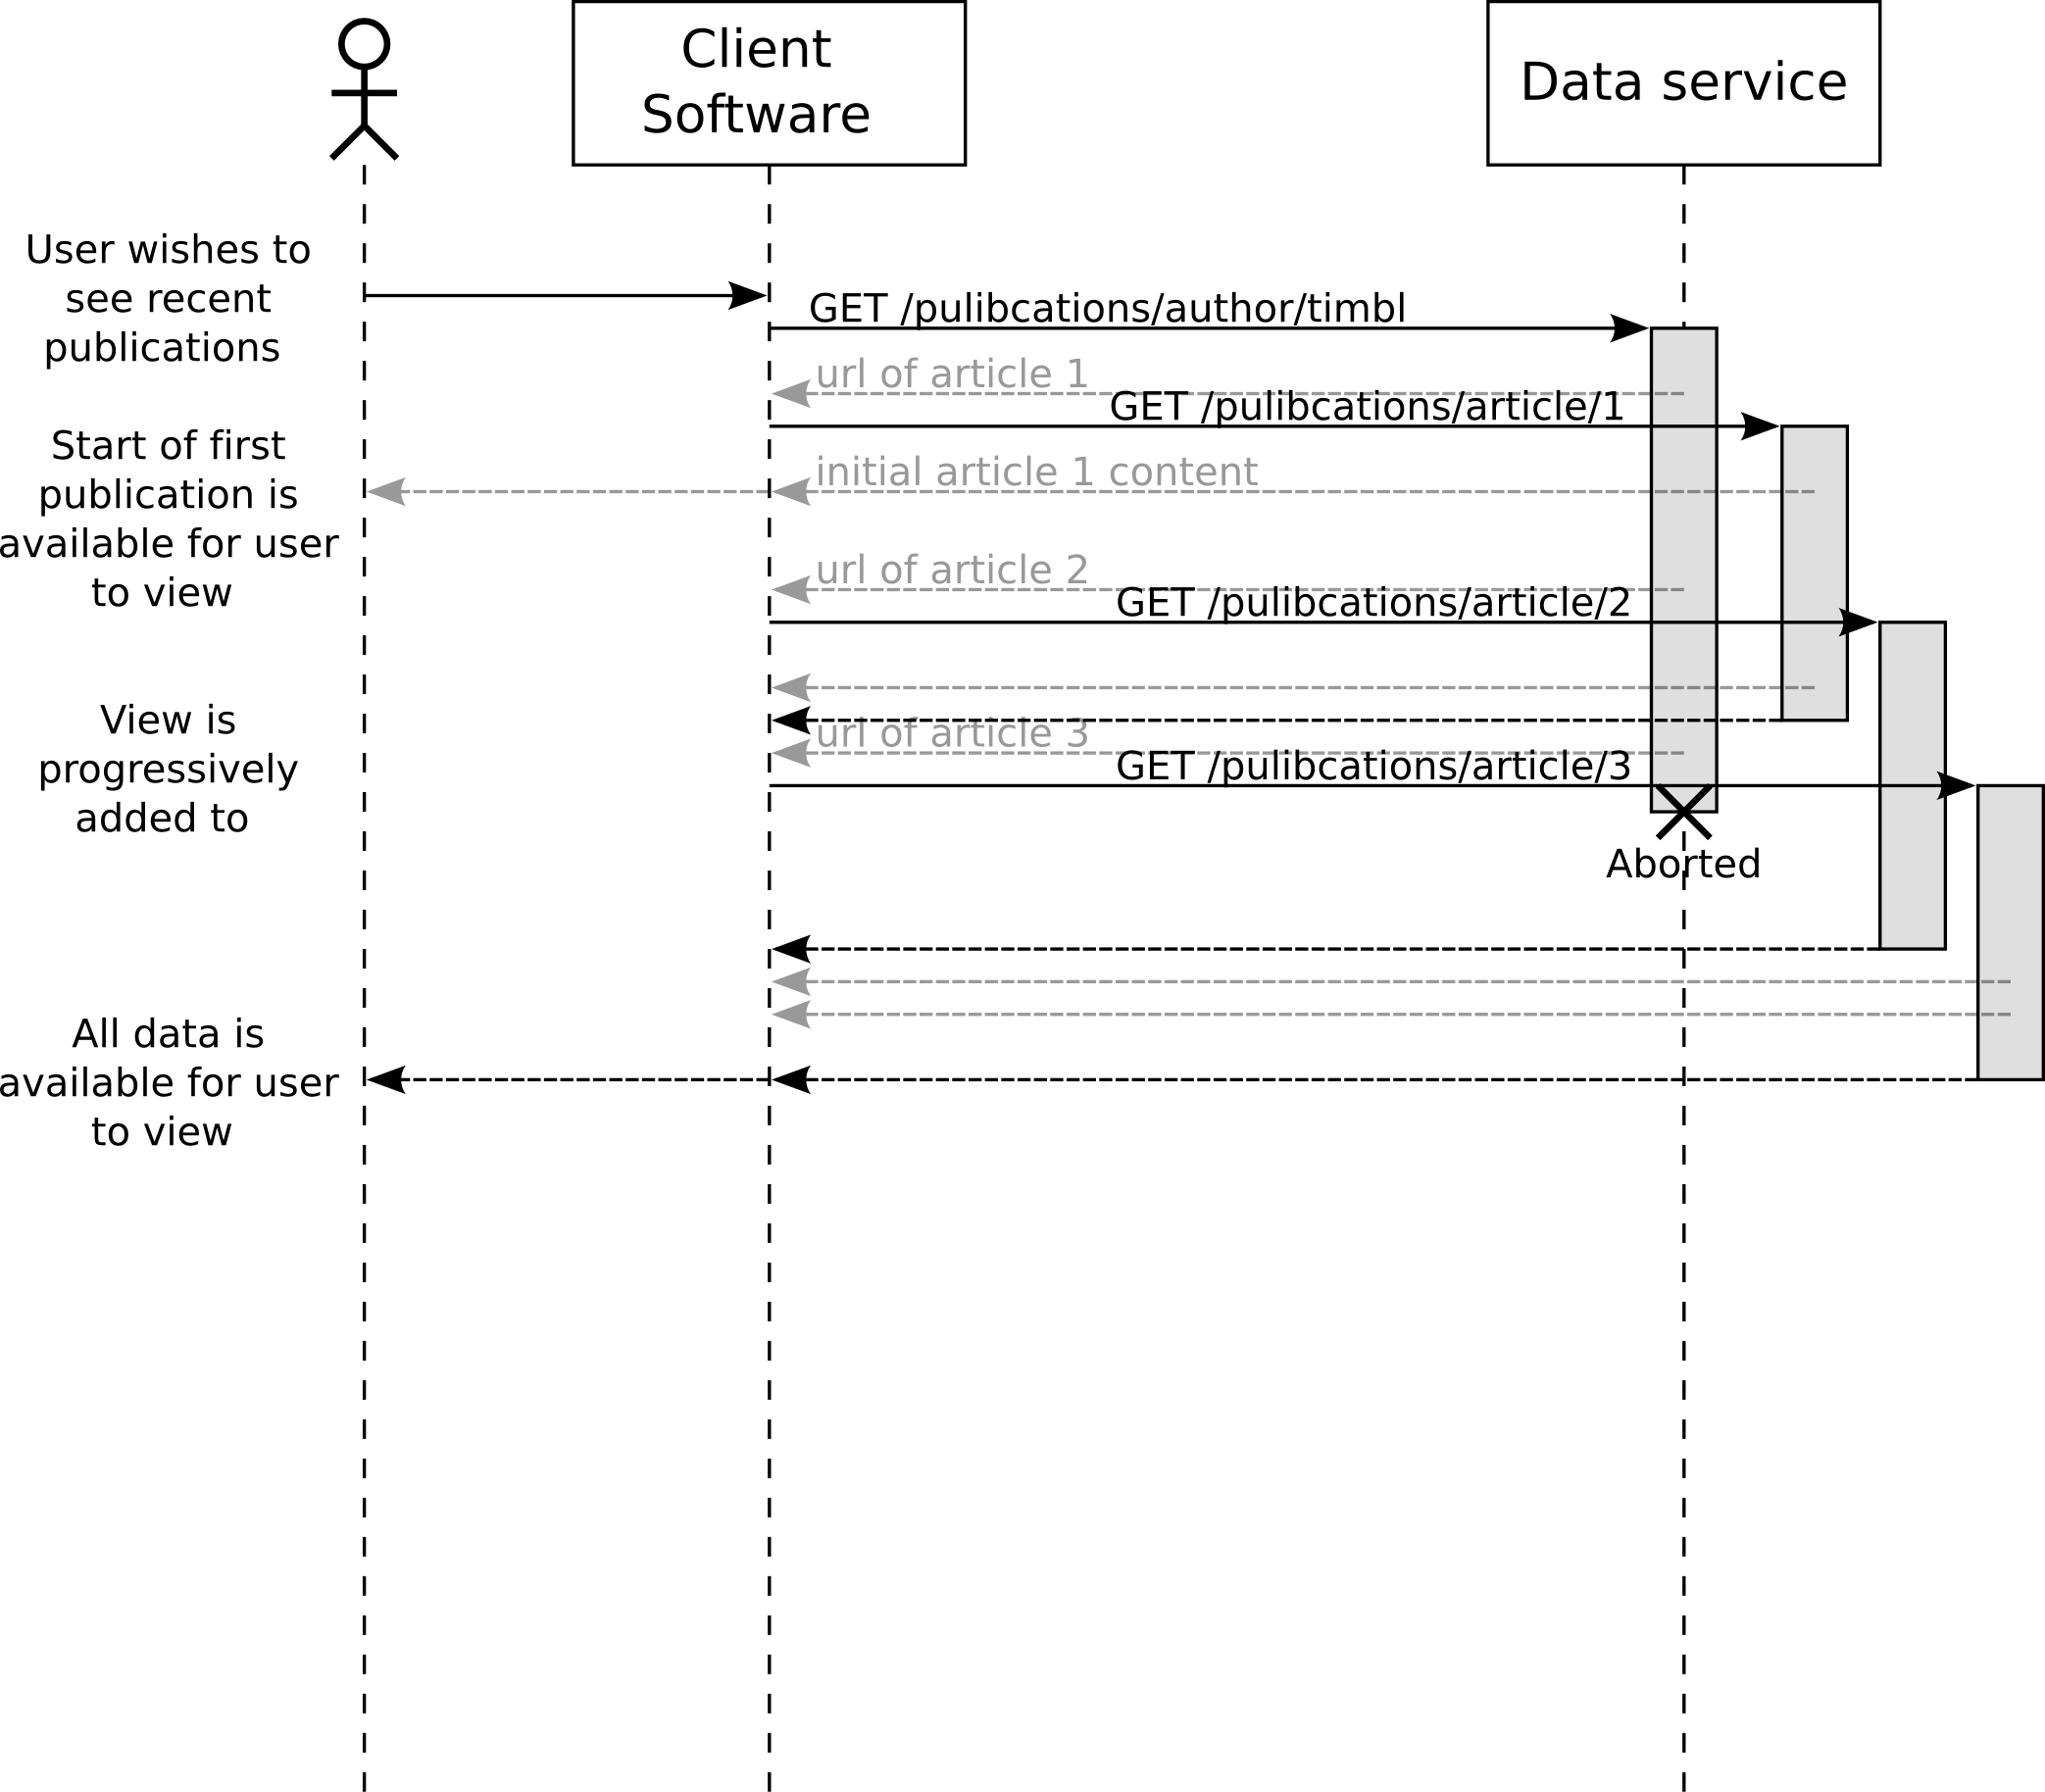 Client
Software
Data service
User wishes to
see recent
publications
GET /pulibcations/author/timbl
url of article 1
GET /pulibcations/article/1
Start of first
publication is
available for user
to view
initial article 1 content
url of article 2
GET /pulibcations/article/2
View is
progressively
added to
url of article 3
GET /pulibcations/article/3
Aborted
All data is
available for user
to view